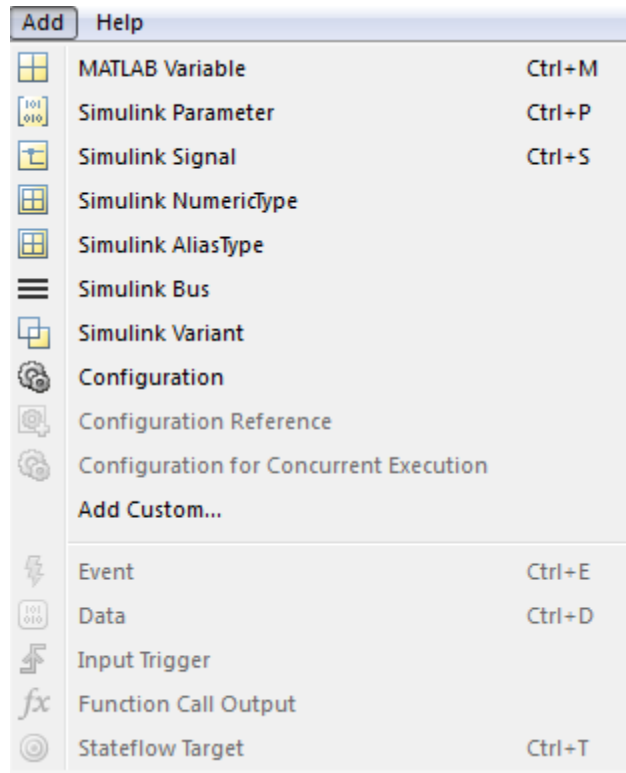 Add Help
MATLAB Variable Ctrl+M
Simulink Parameter Ctrl+P
Simulink Signal Ctrl+S
Simulink NumericType
Simulink AliasType
Simulink Bus
Simulink Variant
Configuration
Configuration Reference
Configuration for Concurrent Execution
Add Custom...
Event Ctrl+E
Data Ctrl+D
Input Trigger
fx Function Call Output
Stateflow Target Ctrl+T